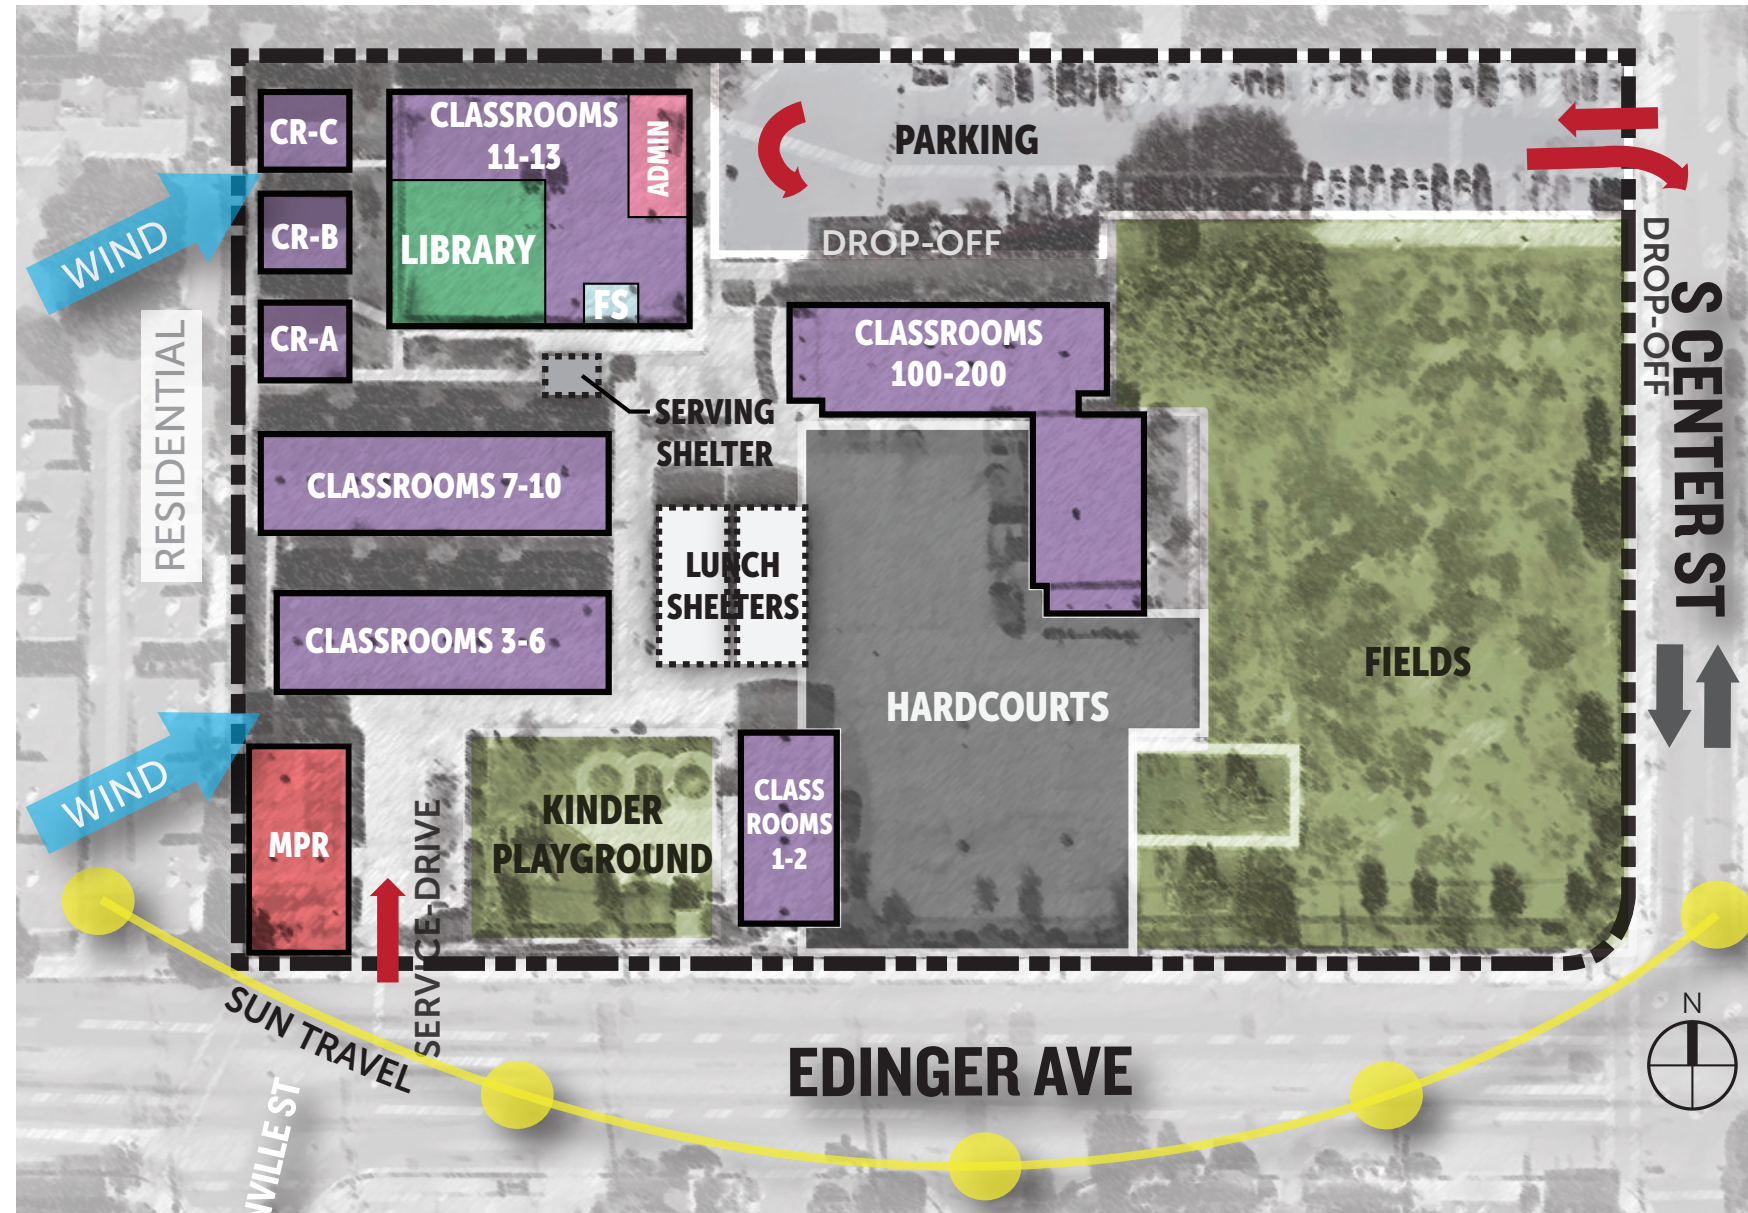 CR-C
CLASSROOMS
11-13
ADMIN
PARKING
CR-B
WIND
LIBRARY
FS
DROP-OFF
DROP-OFF
S CENTER ST
CR-A
RESIDENTIAL
CLASSROOMS
100-200
SERVING
SHELTER
CLASSROOMS 7-10
LUNCH
SHELTERS
CLASSROOMS 3-6
FIELDS
HARDCOURTS
WIND
MPR
SERVICE-DRIVE
KINDER
PLAYGROUND
CLASS
ROOMS
1-2
SUN TRAVEL
EDINGER AVE
N